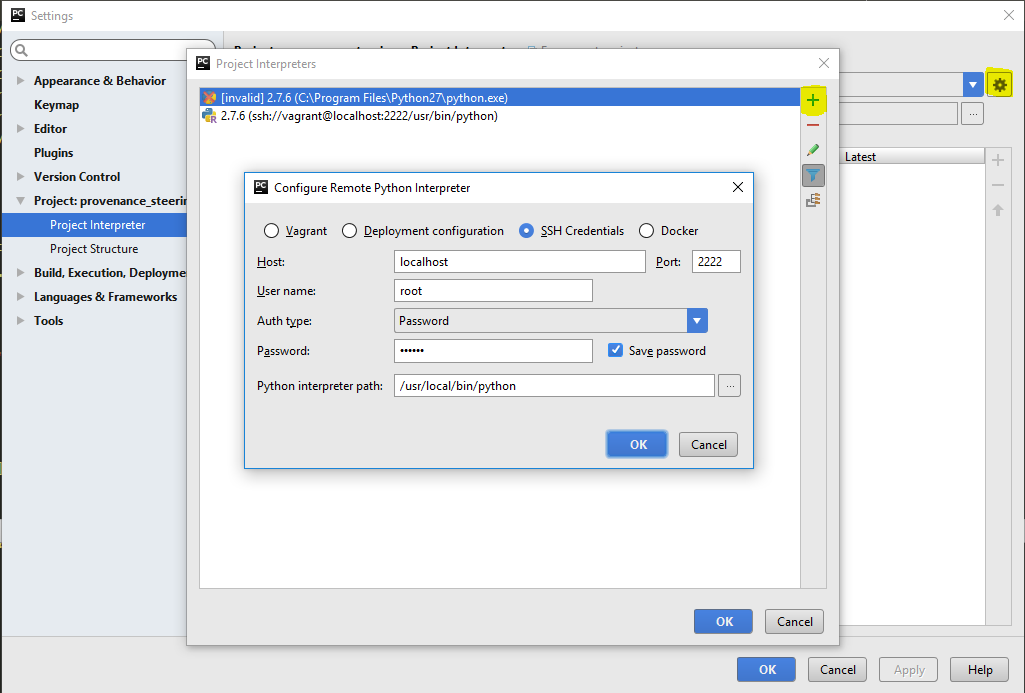 PC Settings
PC Project Interpreters
Appearance & Behavior
Keymap
Editor
Plugins
Version Control
Project: provenance_steerin
Project Interpreter
Project Structure
Build, Execution, Deployme
Languages & Frameworks
Tools
[invalid] 2.7.6 (C:\Program Files\Python27\python.exe)
2.7.6 (ssh://vagrant@localhost:2222/usr/bin/python)
...
Latest
PC Configure Remote Python Interpreter
Vagrant Deployment configuration SSH Credentials Docker
Host: localhost Port: 2222
User name: root
Auth type: Password
Password: •••••• Save password
Python interpreter path: /usr/local/bin/python ...
OK Cancel
OK Cancel
OK Cancel Apply Help